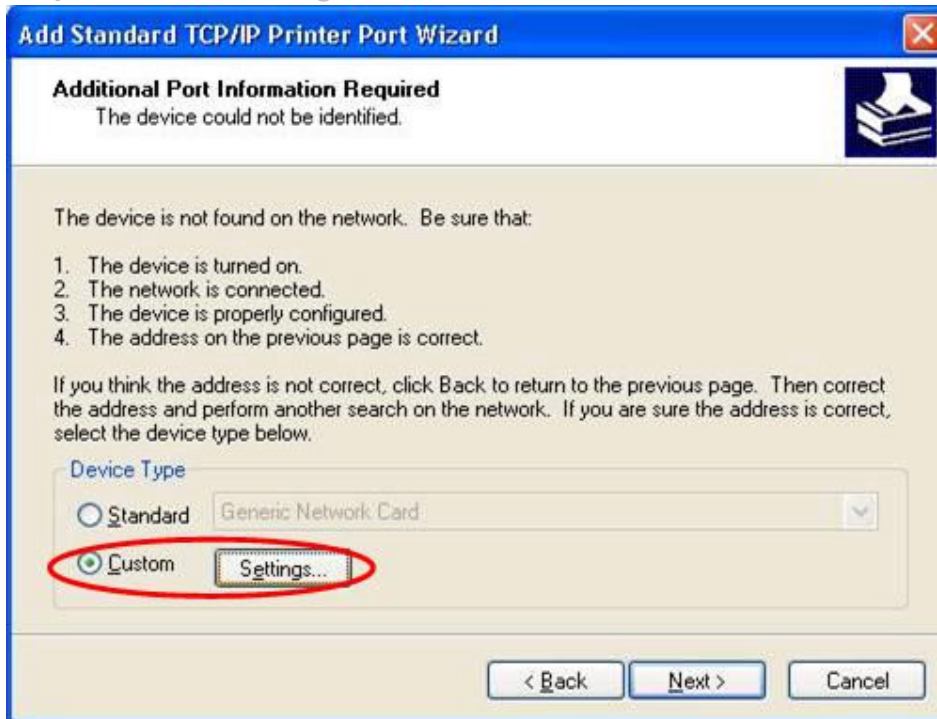 Add Standard TCP/IP Printer Port Wizard
Additional Port Information Required
The device could not be identified.
The device is not found on the network. Be sure that:
1. The device is turned on.
2. The network is connected.
3. The device is properly configured.
4. The address on the previous page is correct.
If you think the address is not correct, click Back to return to the previous page. Then correct
the address and perform another search on the network. If you are sure the address is correct,
select the device type below.
Device Type
Standard Generic Network Card
Custom Settings...
< Back Next > Cancel